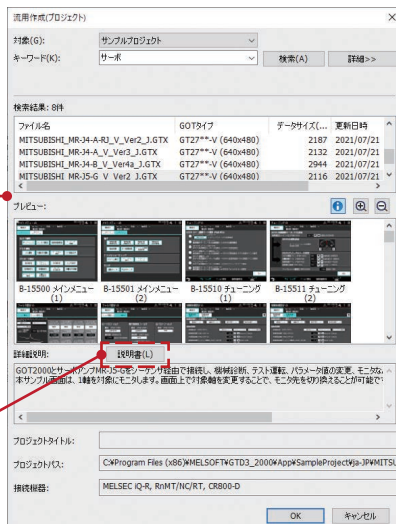 流用作成(プロジェクト)
対象(G): サンプルプロジェクト
キーワード(K): サーボ 検索(A) 詳細>>
検索結果: 8件
ファイル名 GOTタイプ データサイズ(... 更新日時
MITSUBISHI_MR-J4-A-RJ_V_Ver2_J.GTX GT27**-V (640x480) 2187 2021/07/21
MITSUBISHI_MR-J4-A_V_Ver3_J.GTX GT27**-V (640x480) 2132 2021/07/21
MITSUBISHI_MR-J4-B_V_Ver4a_J.GTX GT27**-V (640x480) 2944 2021/07/21
MITSUBISHI MR-J5-G V Ver2 J.GTX GT27**-V (640x480) 2116 2021/07/21
プレビュー:
B-15500 メインメニュー (1)
B-15501 メインメニュー (2)
B-15510 チューニング (1)
B-15511 チューニング (2)
詳細説明: 説明書(L)
GOT2000とサーボアンプMR-J5-Gをシーケンサ経由で接続し、機械診断、テスト運転、パラメータ値の変更、モニタな
本サンプル画面は、1軸を対象にモニタします。画面上で対象軸を変更することで、モニタ先を切り換えることが可能で
プロジェクトタイトル:
プロジェクトパス: C:¥Program Files (x86)¥MELSOFT¥GTD3_2000¥App¥SampleProject¥ja-JP¥MITSU
接続機器: MELSEC iQ-R, RnMT/NC/RT, CR800-D
OK キャンセル